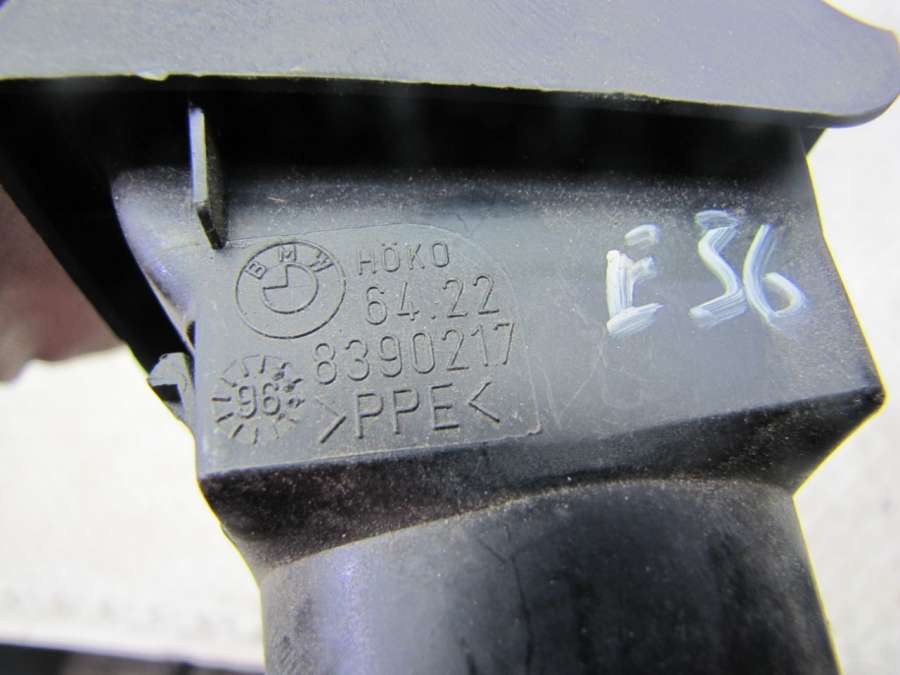 BMW
HÖKO
64.22
8390217
96
>PPE<
E36